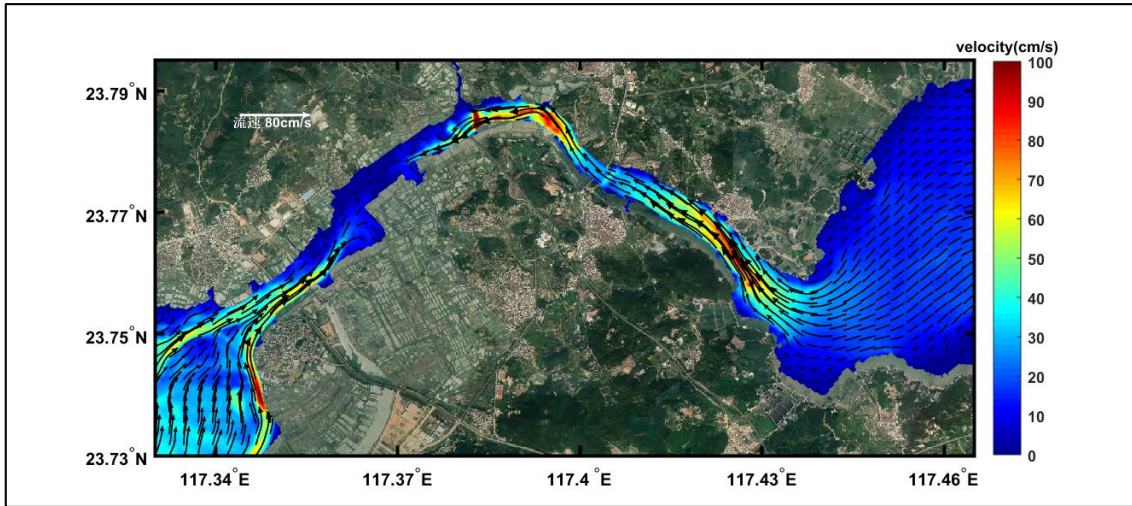 velocity(cm/s)
100
90
80
70
60
50
40
30
20
10
0
23.79°N
23.77°N
23.75°N
23.73°N
流速 80cm/s
117.34°E
117.37°E
117.4°E
117.43°E
117.46°E